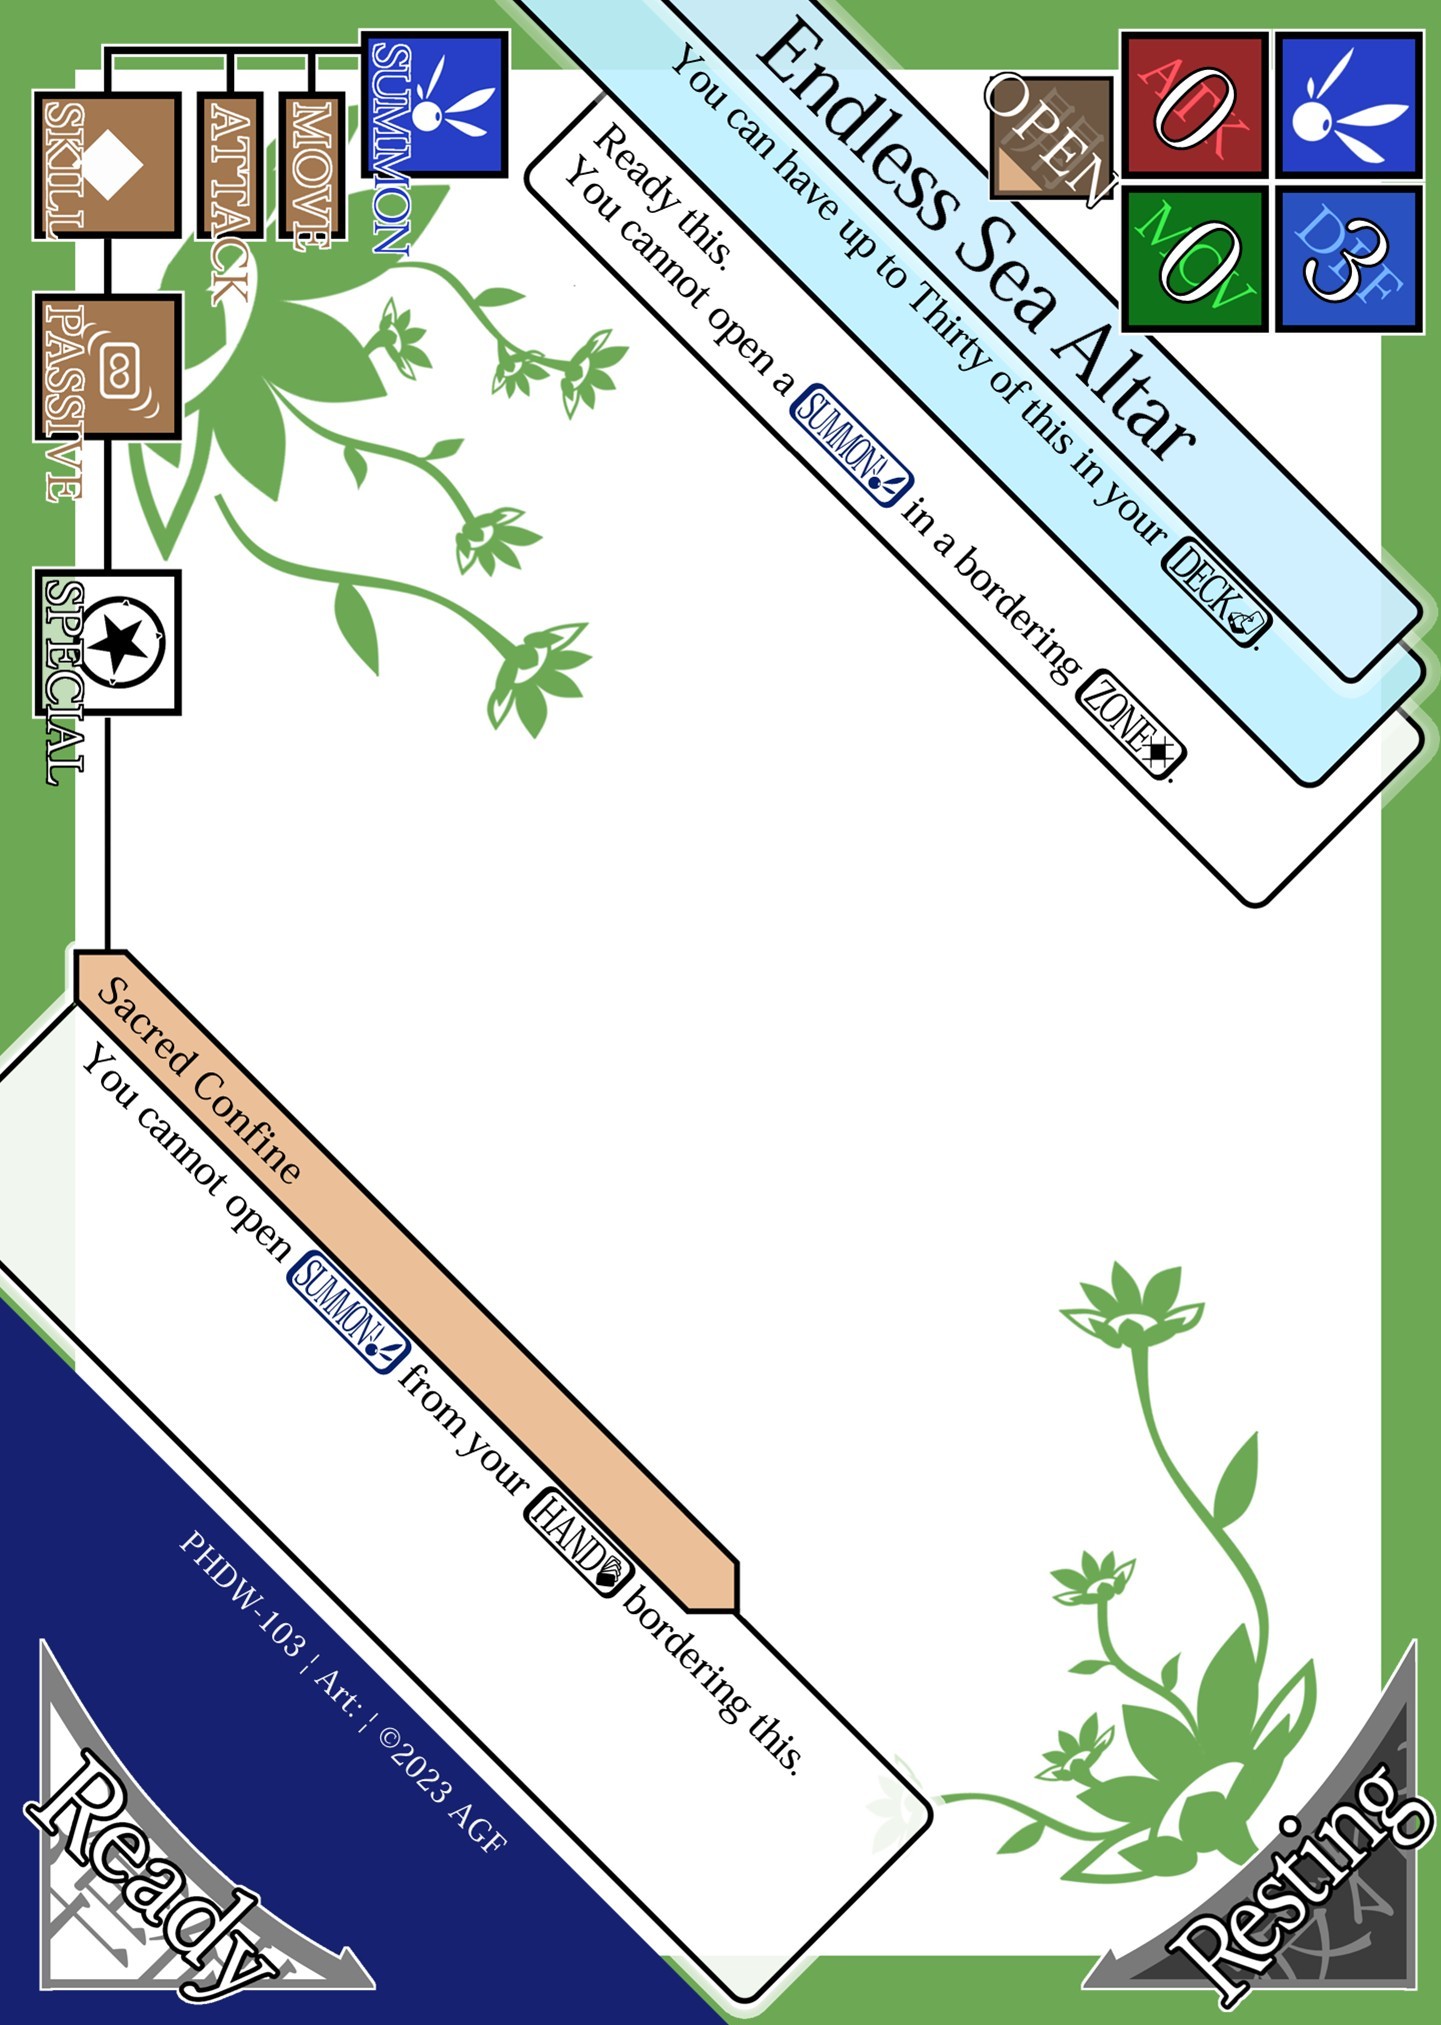 Endless Sea Altar
You can have up to Thirty of this in your DECK.
Ready this.
You cannot open a SUMMON in a bordering ZONE.
OPEN
ATK
0
MOV
0
DEF
3
SUMMON
MOVE
ATTACK
SKILL
PASSIVE
8
SPECIAL
Sacred Confine
You cannot open SUMMON from your HAND bordering this.
PHDW-103 ¦ Art: ¦ ©2023 AGF
Ready
Resting